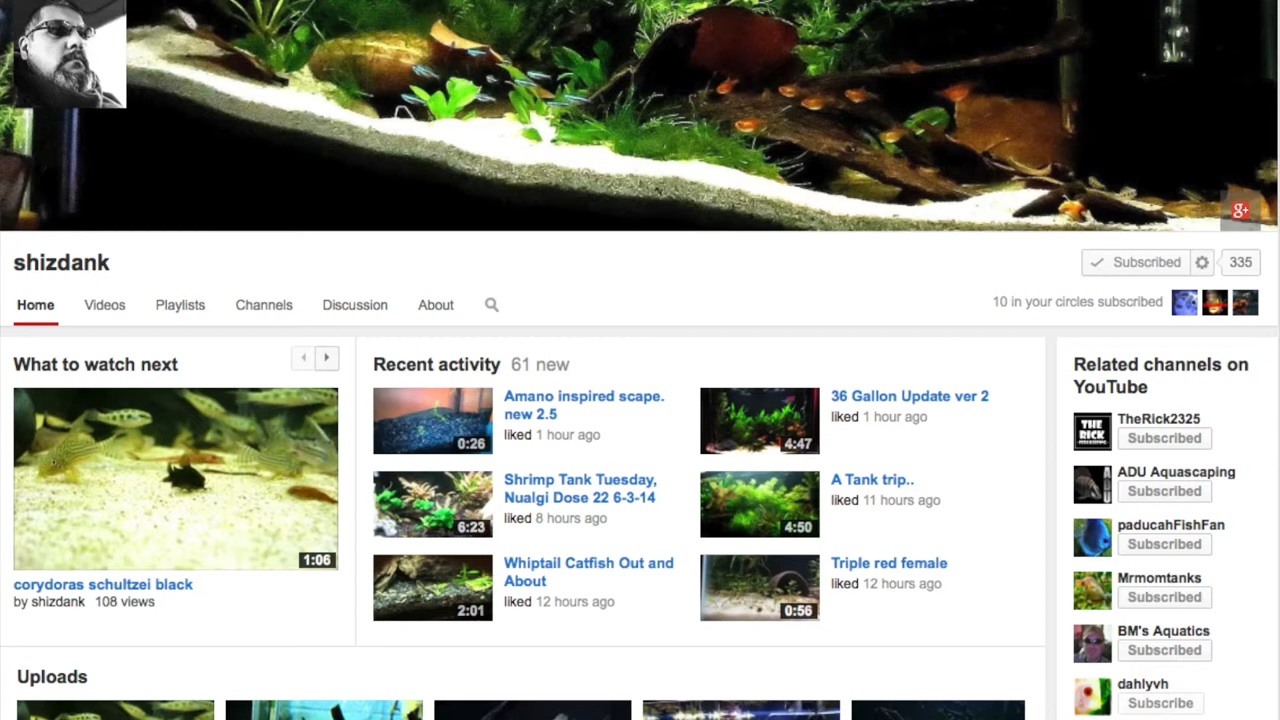 g+
shizdank
Subscribed
335
Home
Videos
Playlists
Channels
Discussion
About
10 in your circles subscribed
What to watch next
1:06
corydoras schultzei black
by shizdank 108 views
Recent activity 61 new
0:26
Amano inspired scape.
new 2.5
liked 1 hour ago
4:47
36 Gallon Update ver 2
liked 1 hour ago
6:23
Shrimp Tank Tuesday,
Nualgi Dose 22 6-3-14
liked 8 hours ago
4:50
A Tank trip..
liked 11 hours ago
2:01
Whiptail Catfish Out and
About
liked 12 hours ago
0:56
Triple red female
liked 12 hours ago
Uploads
Related channels on
YouTube
THE
RICK
TheRick2325
Subscribed
ADU Aquascaping
Subscribed
paducahFishFan
Subscribed
Mrmomtanks
Subscribed
BM's Aquatics
Subscribed
dahlyvh
Subscribe